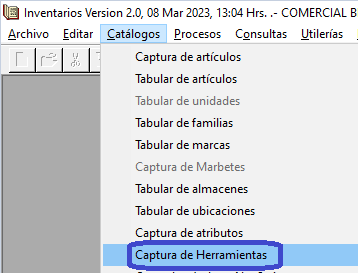 Inventarios Version 2.0, 08 Mar 2023, 13:04 Hrs. .- COMERCIAL B
Archivo Editar Catálogos Procesos Consultas Utilerías
Captura de artículos
Tabular de artículos
Tabular de unidades
Tabular de familias
Tabular de marcas
Captura de Marbetes
Tabular de almacenes
Tabular de ubicaciones
Captura de atributos
Captura de Herramientas